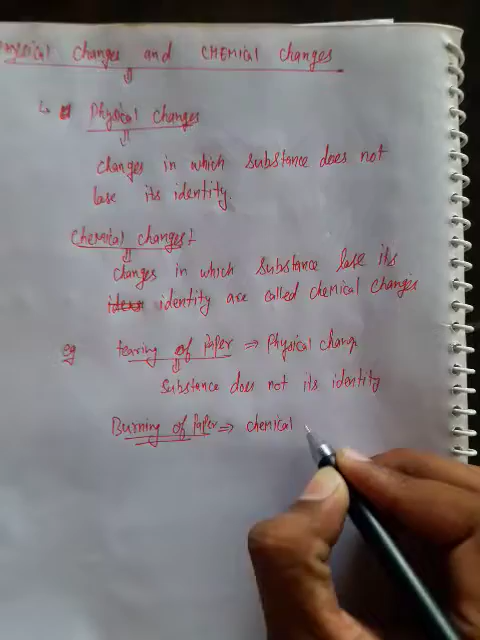 Physical Changes and CHEMICAL Changes
Physical Changes
Changes in which substance does not
lose its identity.
Chemical changes!
Changes in which substance lose its
identity are called chemical changes
eg tearing of Paper ⇒ Physical change
Substance does not its identity
Burning of Paper ⇒ chemical